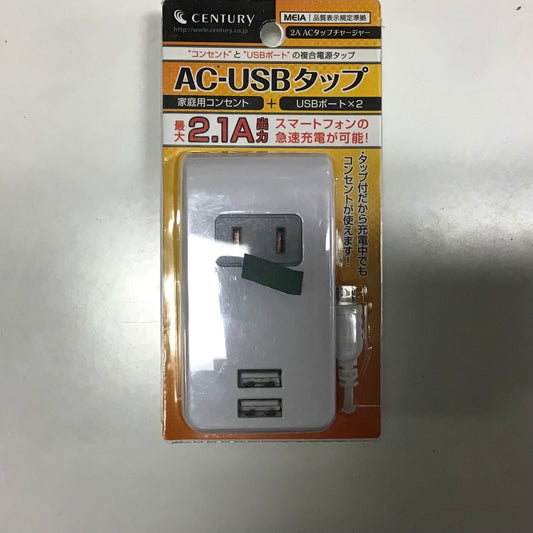 CENTURY
http://www.century.co.jp
MEIA 品質表示規定準拠
2A ACタップチャージャー
"コンセント"と"USBポート"の複合電源タップ
AC-USBタップ
家庭用コンセント + USBポート×2
最大2.1A出力
スマートフォンの
急速充電が可能!
・タップ付だから充電中でも
コンセントが使えます!